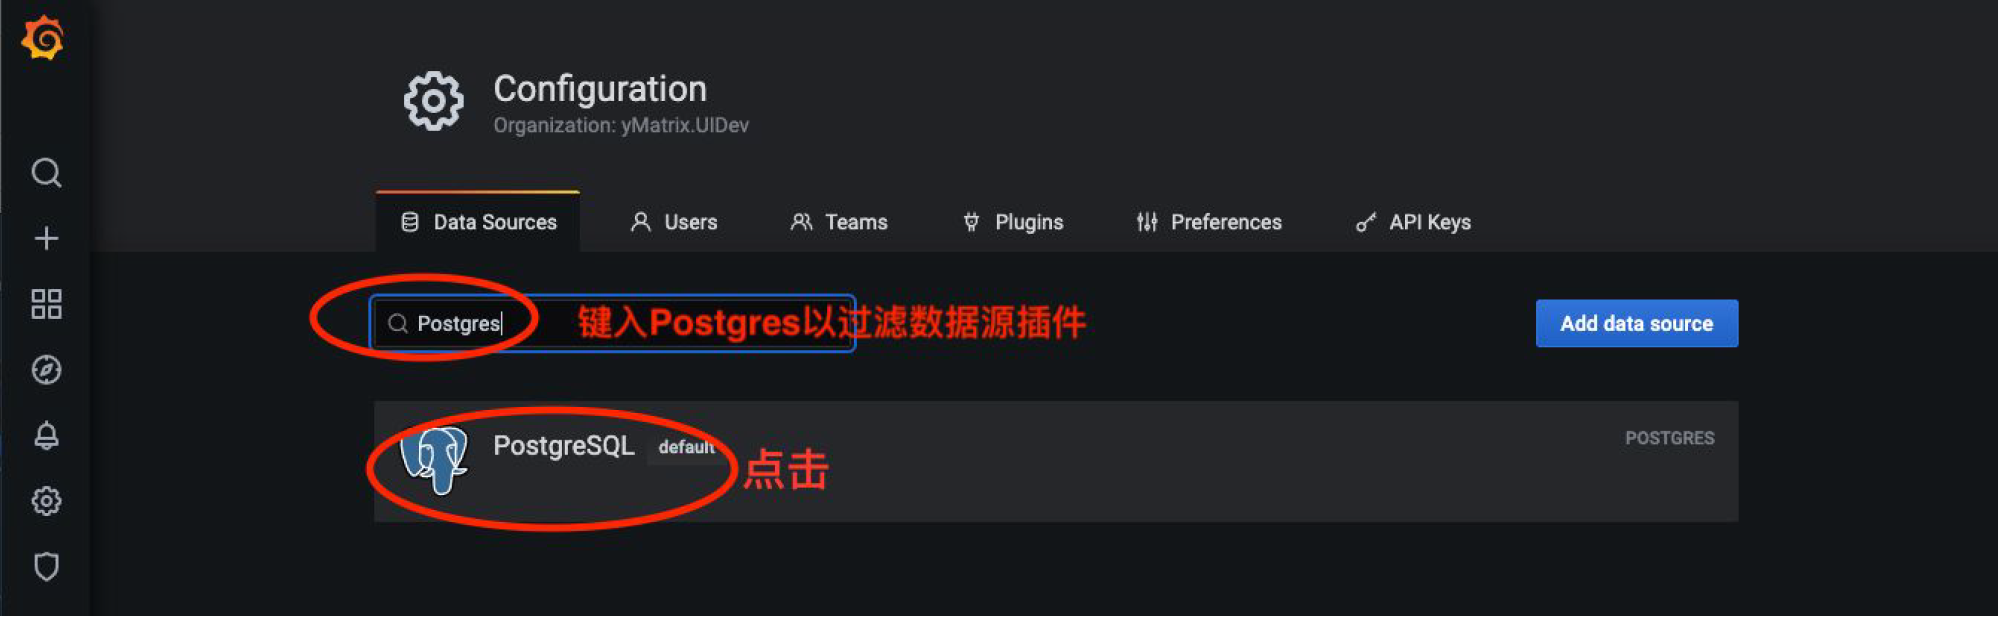 Configuration
Organization: yMatrix.UIDev
Data Sources
Users
Teams
Plugins
Preferences
API Keys
Postgres
键入Postgres以过滤数据源插件
Add data source
PostgreSQL
default
点击
POSTGRES